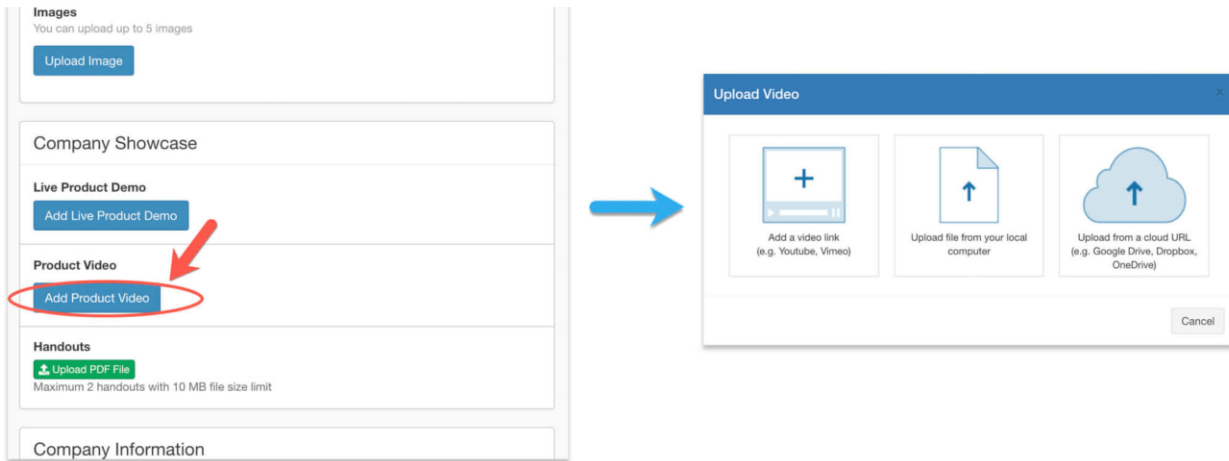 Images
You can upload up to 5 images
Upload Image
Company Showcase
Live Product Demo
Add Live Product Demo
Product Video
Add Product Video
Handouts
Upload PDF File
Maximum 2 handouts with 10 MB file size limit
Company Information
Upload Video
×
Add a video link
(e.g. Youtube, Vimeo)
Upload file from your local
computer
Upload from a cloud URL
(e.g. Google Drive, Dropbox,
OneDrive)
Cancel